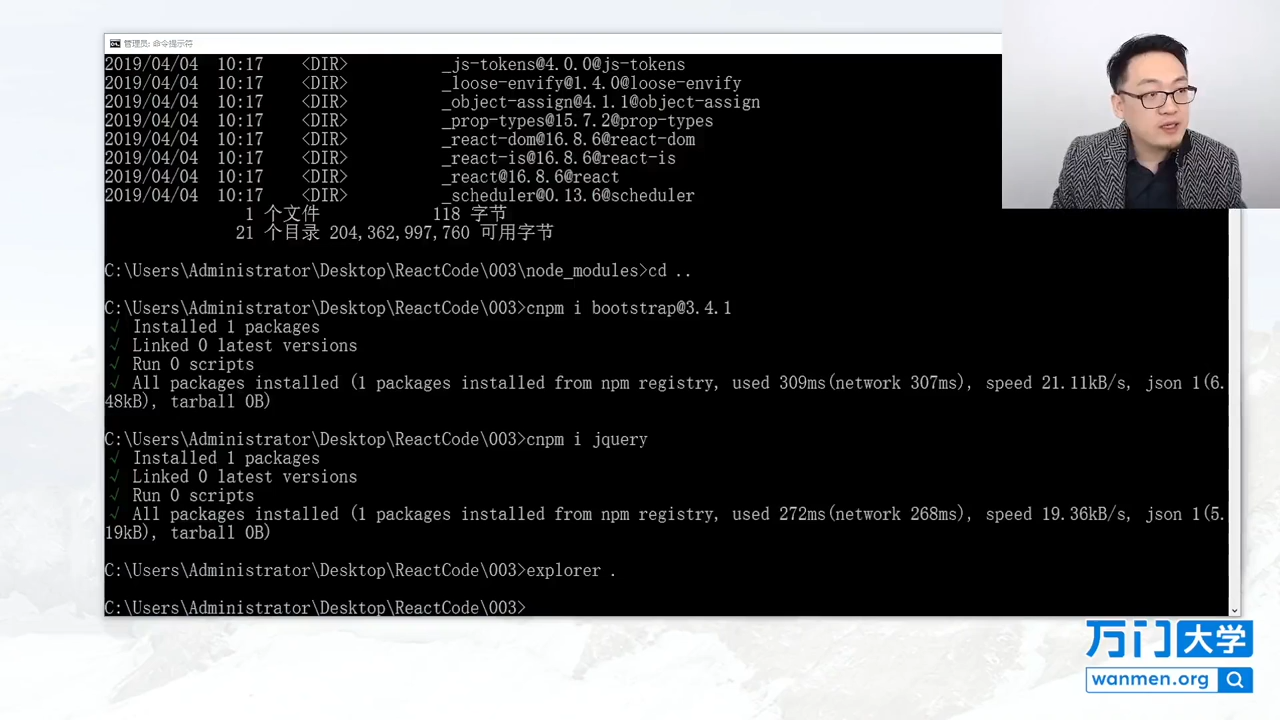 管理员: 命令提示符
2019/04/04  10:17    <DIR>          _js-tokens@4.0.0@js-tokens
2019/04/04  10:17    <DIR>          _loose-envify@1.4.0@loose-envify
2019/04/04  10:17    <DIR>          _object-assign@4.1.1@object-assign
2019/04/04  10:17    <DIR>          _prop-types@15.7.2@prop-types
2019/04/04  10:17    <DIR>          _react-dom@16.8.6@react-dom
2019/04/04  10:17    <DIR>          _react-is@16.8.6@react-is
2019/04/04  10:17    <DIR>          _react@16.8.6@react
2019/04/04  10:17    <DIR>          _scheduler@0.13.6@scheduler
1 个文件            118 字节
21 个目录 204,362,997,760 可用字节
C:\Users\Administrator\Desktop\ReactCode\003\node_modules>cd ..
C:\Users\Administrator\Desktop\ReactCode\003>cnpm i bootstrap@3.4.1
√ Installed 1 packages
√ Linked 0 latest versions
√ Run 0 scripts
√ All packages installed (1 packages installed from npm registry, used 309ms(network 307ms), speed 21.11kB/s, json 1(6.
48kB), tarball 0B)
C:\Users\Administrator\Desktop\ReactCode\003>cnpm i jquery
√ Installed 1 packages
√ Linked 0 latest versions
√ Run 0 scripts
√ All packages installed (1 packages installed from npm registry, used 272ms(network 268ms), speed 19.36kB/s, json 1(5.
19kB), tarball 0B)
C:\Users\Administrator\Desktop\ReactCode\003>explorer .
C:\Users\Administrator\Desktop\ReactCode\003>
万门大学
wanmen.org